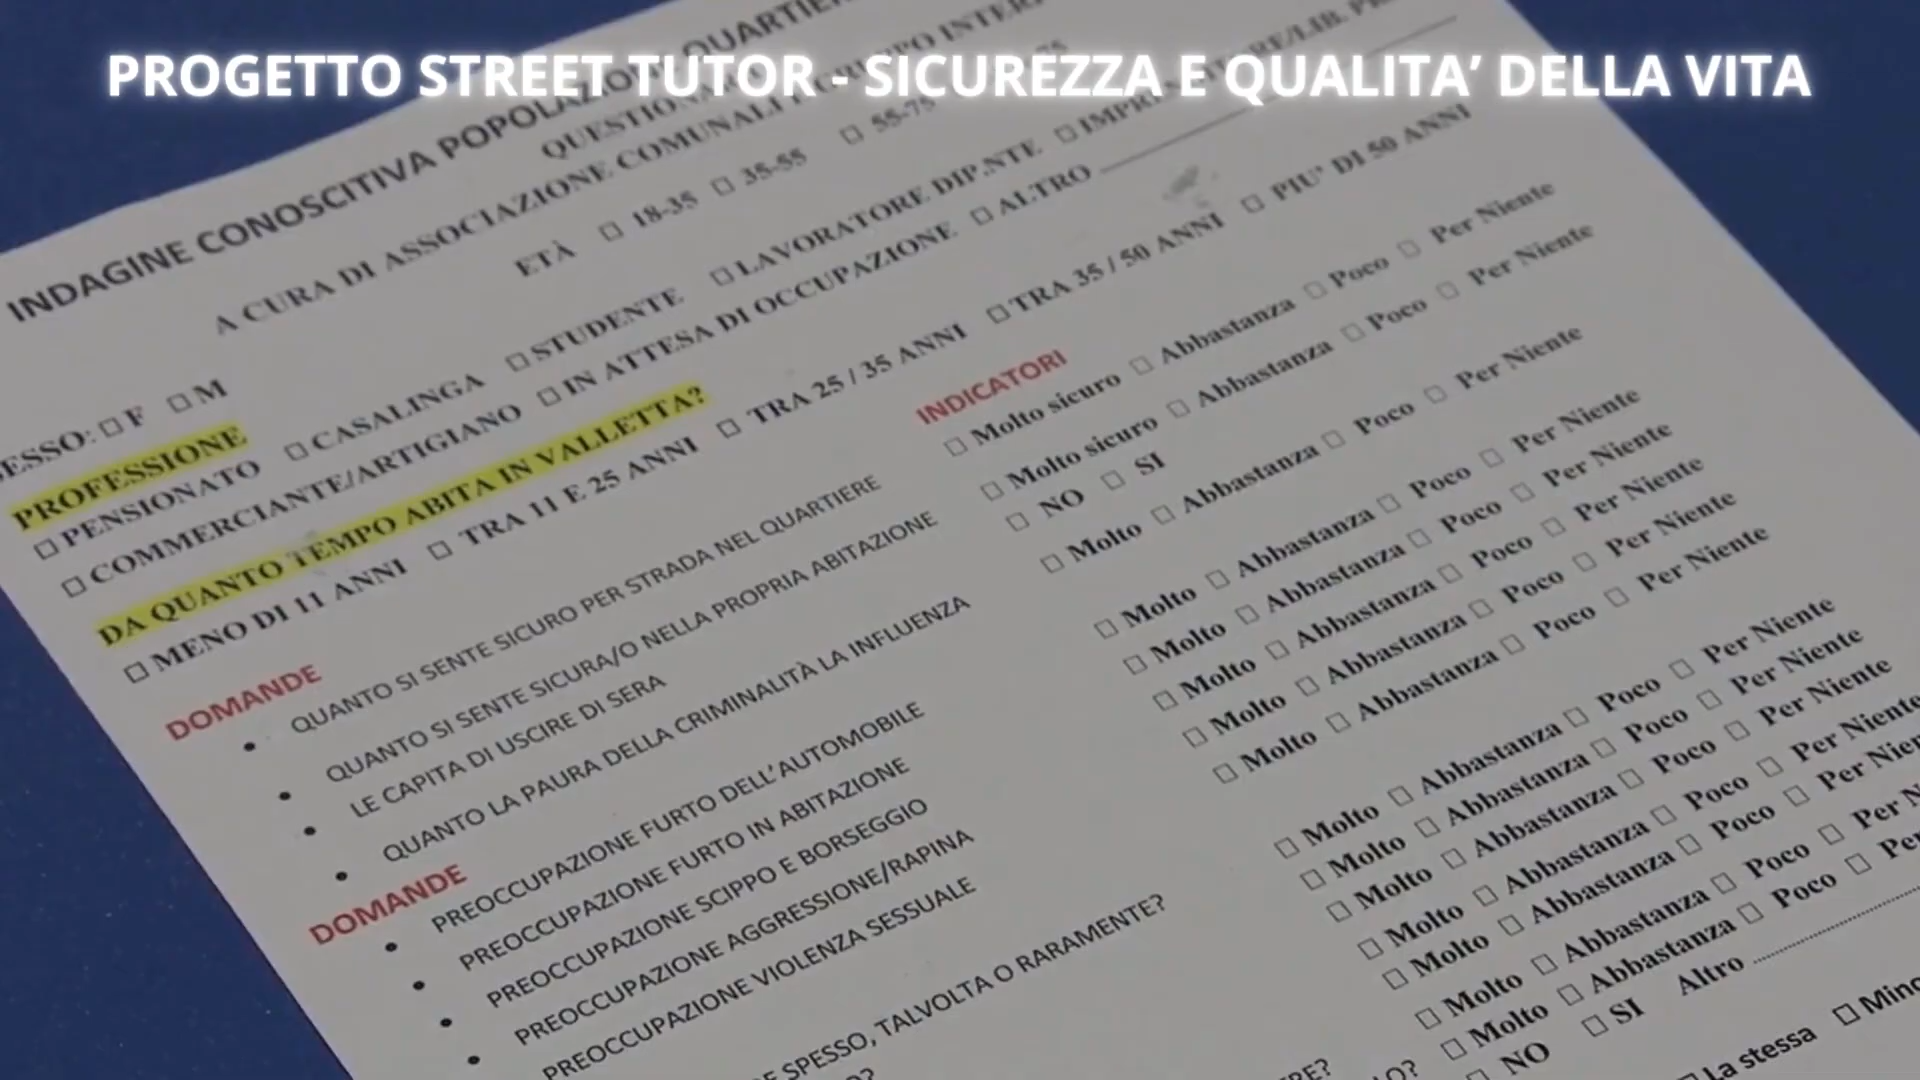 PROGETTO STREET TUTOR - SICUREZZA E QUALITA' DELLA VITA
INDAGINE CONOSCITIVA POPOLAZIONE QUARTIERE
A CURA DI ASSOCIAZIONE COMUNALI E GRUPPO
ETÀ □ 18-35 □ 35-55 □ 55-75
SESSO: □ F □ M
PROFESSIONE
□ PENSIONATO □ CASALINGA □ STUDENTE □ LAVORATORE DIP.NTE
□ COMMERCIANTE/ARTIGIANO □ IN ATTESA DI OCCUPAZIONE □ ALTRO
DA QUANTO TEMPO ABITA IN VALLETTA?
□ MENO DI 11 ANNI □ TRA 11 E 25 ANNI □ TRA 25 / 35 ANNI □ TRA 35 / 50 ANNI □ PIU' DI 50 ANNI
DOMANDE INDICATORI
• QUANTO SI SENTE SICURO PER STRADA NEL QUARTIERE □ Molto sicuro □ Abbastanza □ Poco □ Per Niente
• QUANTO SI SENTE SICURA/O NELLA PROPRIA ABITAZIONE □ Molto sicuro □ Abbastanza □ Poco □ Per Niente
• LE CAPITA DI USCIRE DI SERA □ NO □ SI
• QUANTO LA PAURA DELLA CRIMINALITÀ LA INFLUENZA □ Molto □ Abbastanza □ Poco □ Per Niente
DOMANDE
• PREOCCUPAZIONE FURTO DELL'AUTOMOBILE □ Molto □ Abbastanza □ Poco □ Per Niente
• PREOCCUPAZIONE FURTO IN ABITAZIONE □ Molto □ Abbastanza □ Poco □ Per Niente
• PREOCCUPAZIONE SCIPPO E BORSEGGIO □ Molto □ Abbastanza □ Poco □ Per Niente
• PREOCCUPAZIONE AGGRESSIONE/RAPINA □ Molto □ Abbastanza □ Poco □ Per Niente
PREOCCUPAZIONE VIOLENZA SESSUALE □ Molto □ Abbastanza □ Poco □ Per Niente
SPESSO, TALVOLTA O RARAMENTE?
□ Molto □ Abbastanza □ Poco □ Per Niente
□ Molto □ Abbastanza □ Poco □ Per Niente
□ Molto □ Abbastanza □ Poco □ Per Niente
□ Molto □ Abbastanza □ Poco □ Per Niente
□ Molto □ Abbastanza □ Poco □ Per
□ Molto □ Abbastanza □ Poco □ Per
□ Molto □ Abbastanza □ Poco □
□ NO □ SI Altro
□ La stessa □